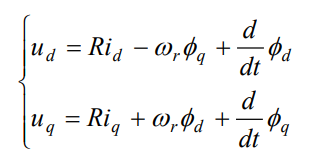 u_d = Ri_d − ω_r ϕ_q + d/dt ϕ_d
u_q = Ri_q + ω_r ϕ_d + d/dt ϕ_q